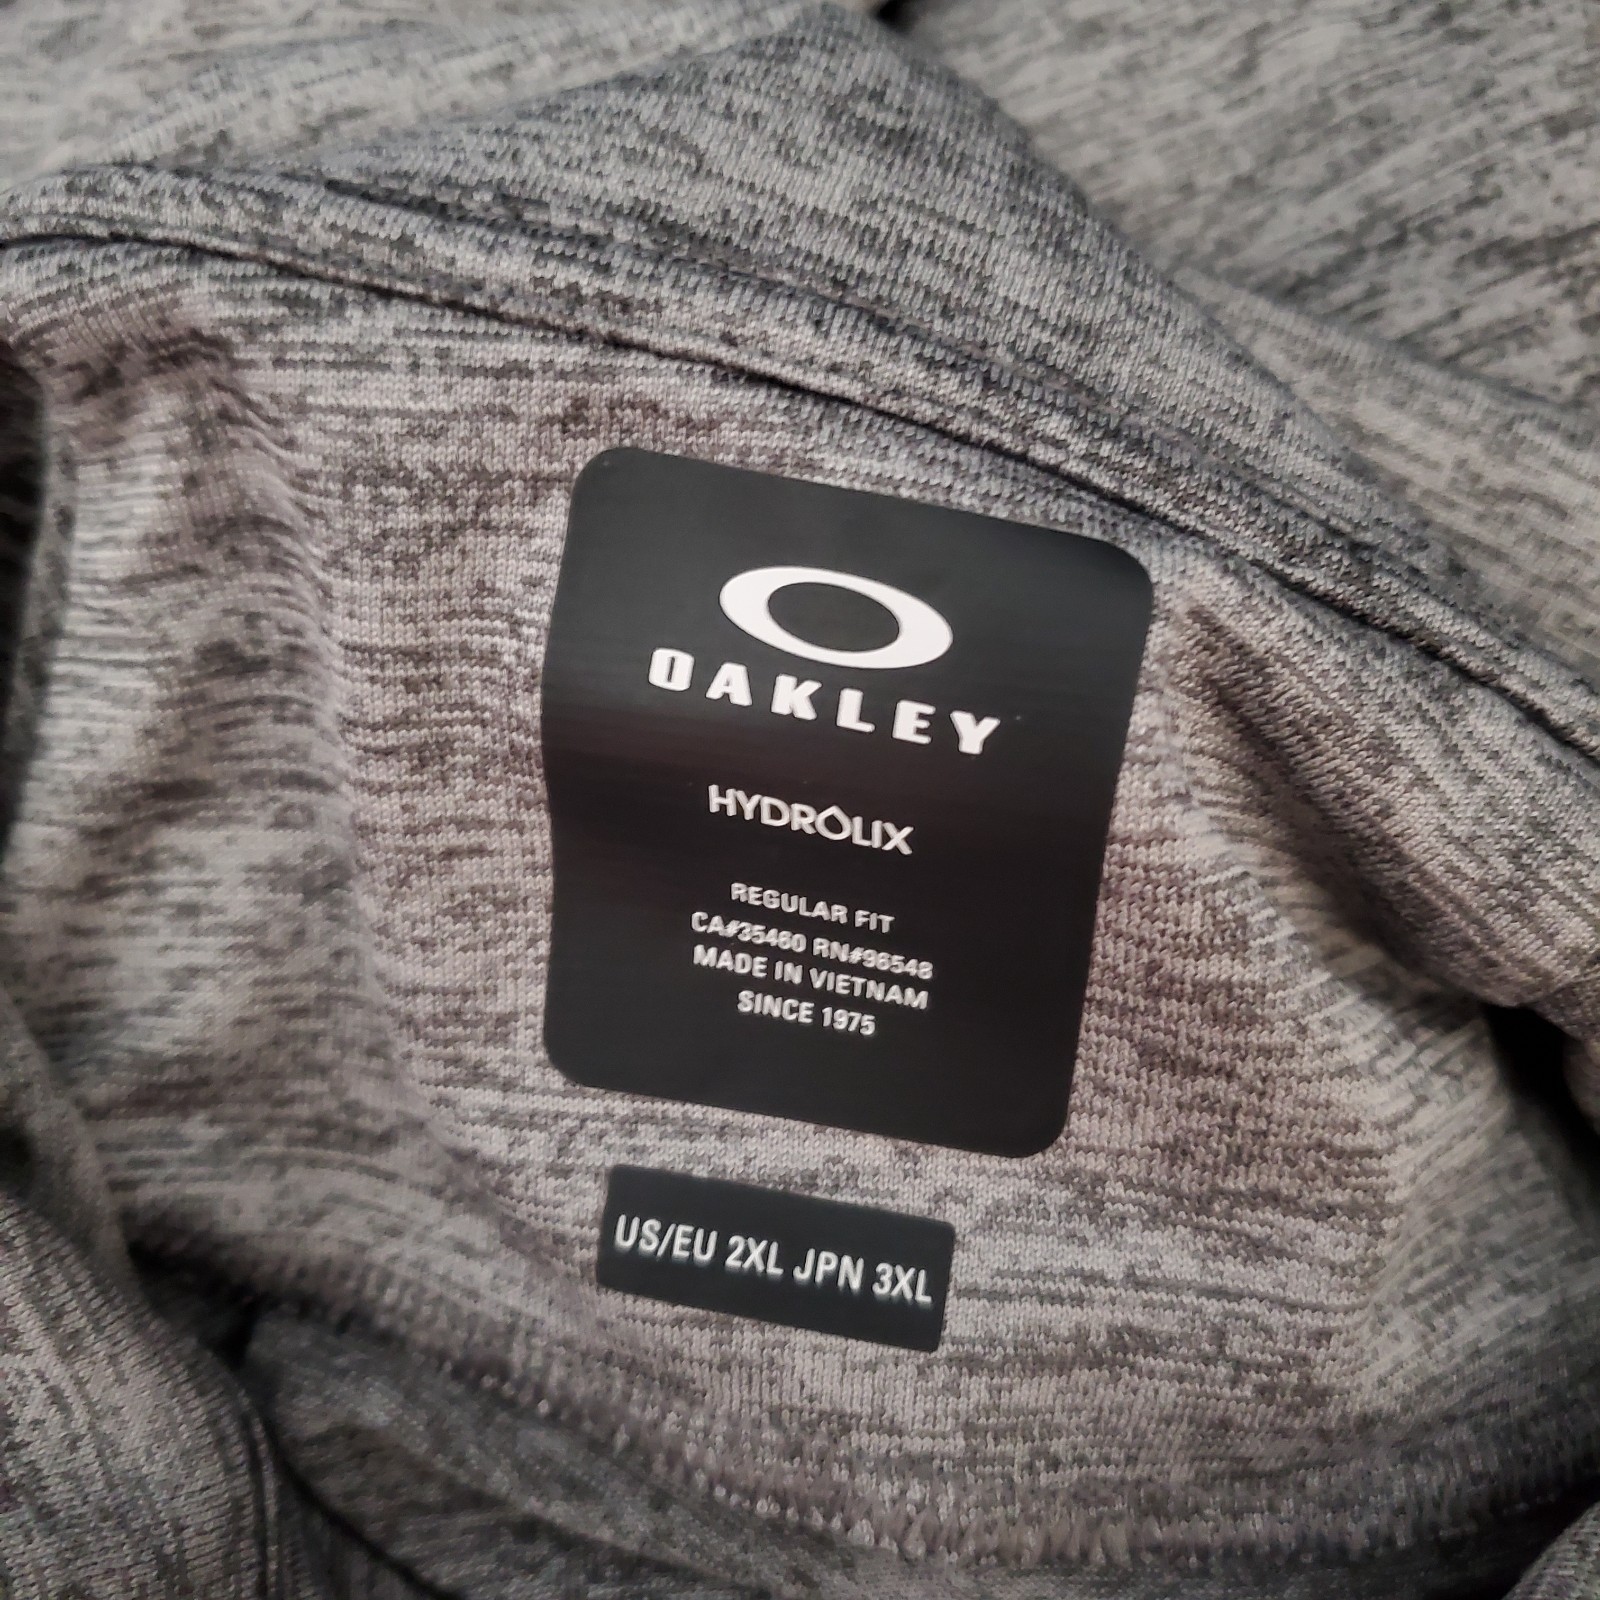 OAKLEY
HYDROLIX
REGULAR FIT
CA#35460 RN#96548
MADE IN VIETNAM
SINCE 1975
US/EU 2XL JPN 3XL